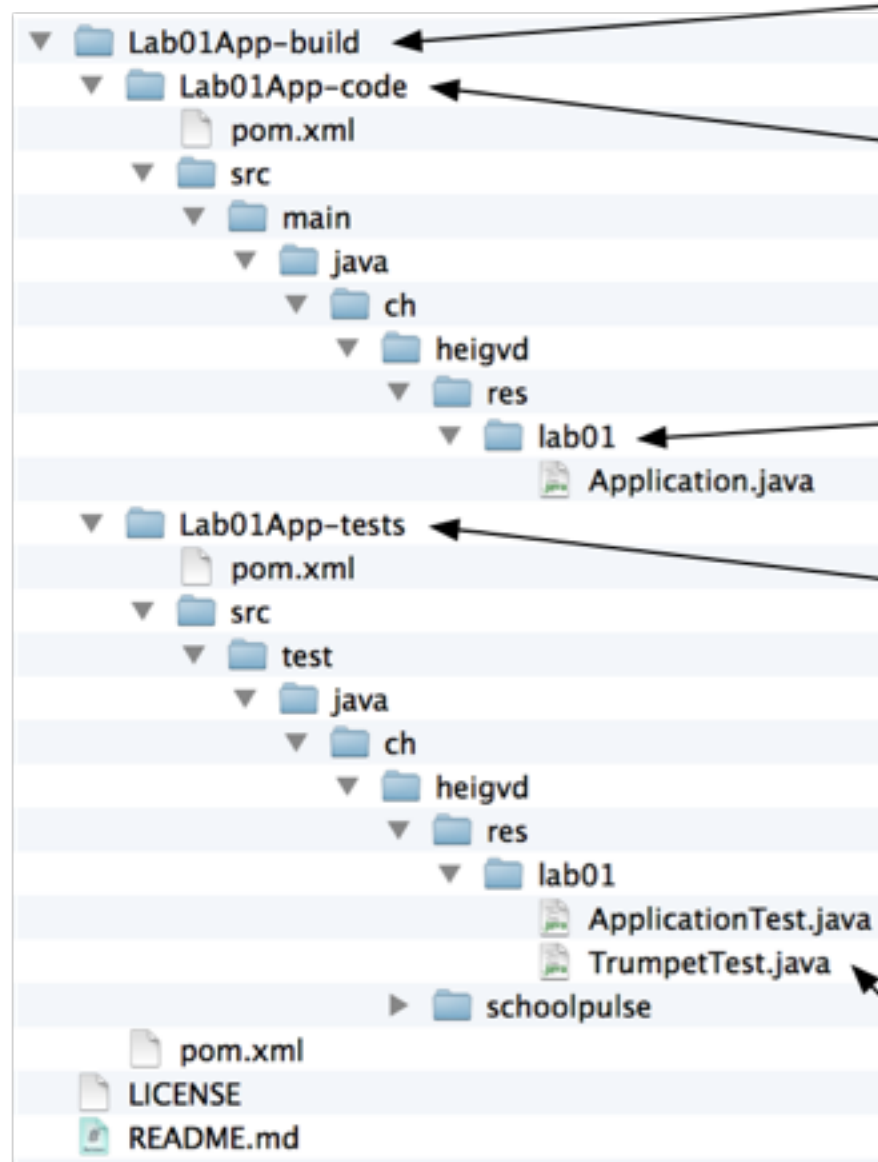 Lab01App-build
Lab01App-code
pom.xml
src
main
java
ch
heigvd
res
lab01
Application.java
Lab01App-tests
pom.xml
src
test
java
ch
heigvd
res
lab01
ApplicationTest.java
TrumpetTest.java
schoolpulse
pom.xml
LICENSE
README.md